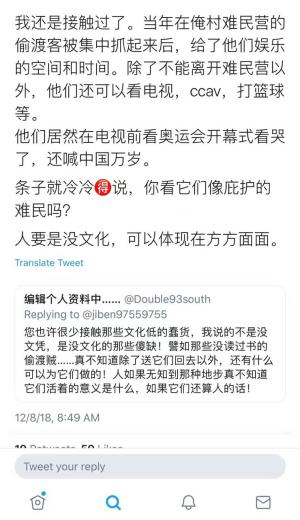 我还是接触过了。当年在俺村难民营的
偷渡客被集中抓起来后，给了他们娱乐
的空间和时间。除了不能离开难民营以
外，他们还可以看电视，ccav，打篮球
等。
他们居然在电视前看奥运会开幕式看哭
了，还喊中国万岁。
条子就冷冷得说，你看它们像庇护的
难民吗？
人要是没文化，可以体现在方方面面。
Translate Tweet
编辑个人资料中…… @Double93south
Replying to @jiben97559755
您也许很少接触那些文化低的蠢货，我说的不是没
文凭，是没文化的那些傻缺！譬如那些没读过书的
偷渡贼……真不知道除了送它们回去以外，还有什么
可以为它们做的！人如果无知到那种地步真不知道
它们活着的意义是什么，如果它们还算人的话！
12/8/18, 8:49 AM
Tweet your reply